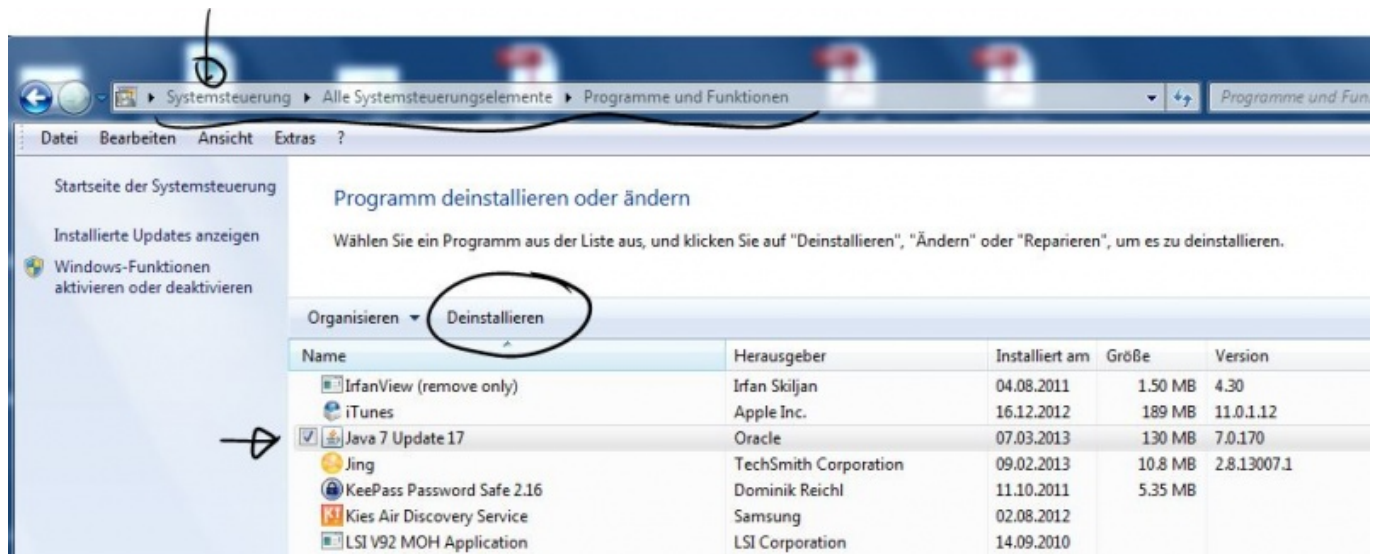 Systemsteuerung ▸ Alle Systemsteuerungselemente ▸ Programme und Funktionen
Programme und Fun
Datei Bearbeiten Ansicht Extras ?
Startseite der Systemsteuerung
Installierte Updates anzeigen
Windows-Funktionen
aktivieren oder deaktivieren
Programm deinstallieren oder ändern
Wählen Sie ein Programm aus der Liste aus, und klicken Sie auf "Deinstallieren", "Ändern" oder "Reparieren", um es zu deinstallieren.
Organisieren Deinstallieren
Name Herausgeber Installiert am Größe Version
IrfanView (remove only) Irfan Skiljan 04.08.2011 1.50 MB 4.30
iTunes Apple Inc. 16.12.2012 189 MB 11.0.1.12
Java 7 Update 17 Oracle 07.03.2013 130 MB 7.0.170
Jing TechSmith Corporation 09.02.2013 10.8 MB 2.8.13007.1
KeePass Password Safe 2.16 Dominik Reichl 11.10.2011 5.35 MB
Kies Air Discovery Service Samsung 02.08.2012
LSI V92 MOH Application LSI Corporation 14.09.2010